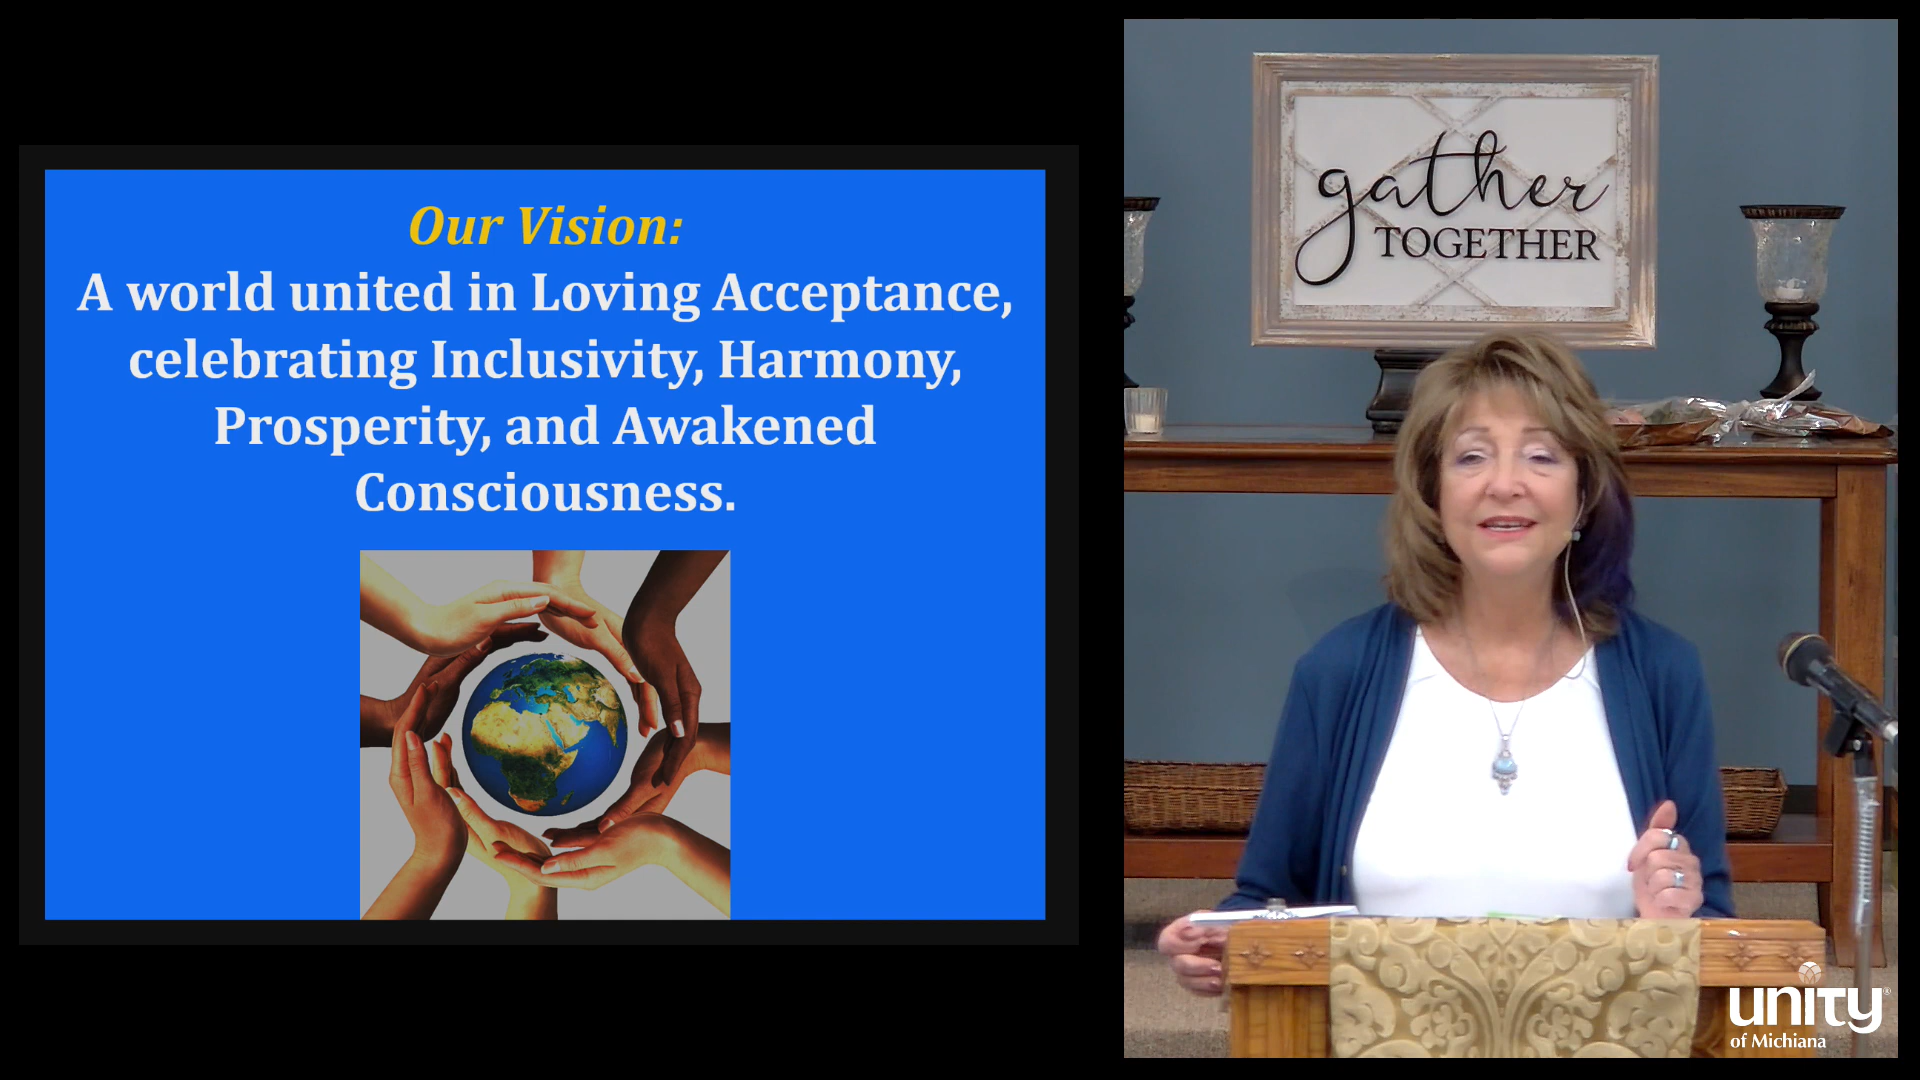 Our Vision:
A world united in Loving Acceptance,
celebrating Inclusivity, Harmony,
Prosperity, and Awakened
Consciousness.
gather
TOGETHER
unity®
of Michiana